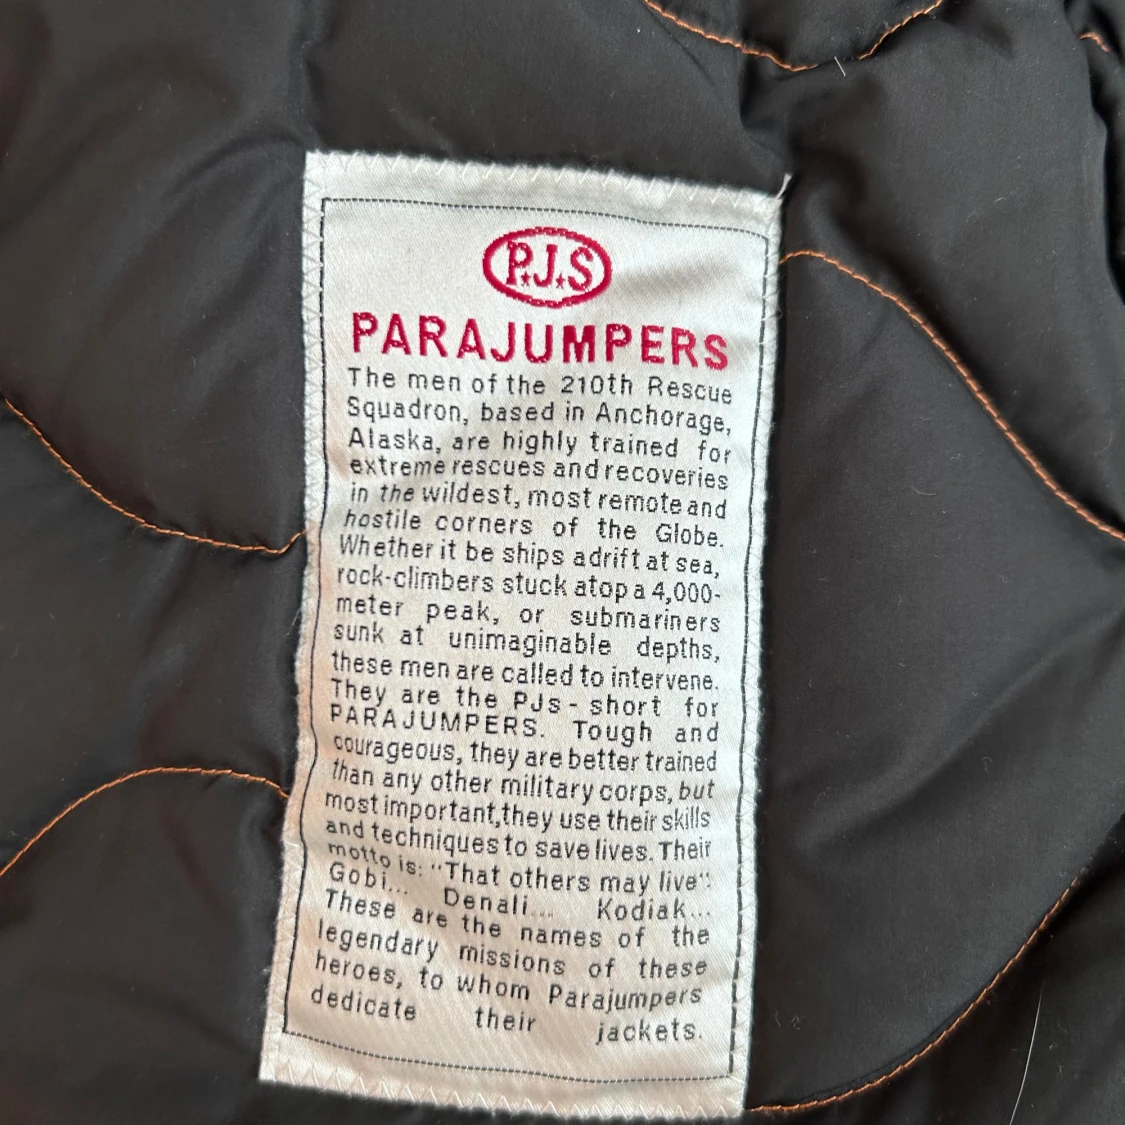 P.J.S
PARAJUMPERS
The men of the 210th Rescue
Squadron, based in Anchorage,
Alaska, are highly trained for
extreme rescues and recoveries
in the wildest, most remote and
hostile corners of the Globe.
Whether it be ships adrift at sea,
rock-climbers stuck atop a 4,000-
meter peak, or submariners
sunk at unimaginable depths,
these men are called to intervene.
They are the PJs - short for
PARAJUMPERS. Tough and
courageous, they are better trained
than any other military corps, but
most important,they use their skills
and techniques to save lives. Their
motto is: "That others may live":
Gobi... Denali... Kodiak...
These are the names of the
legendary missions of these
heroes, to whom Parajumpers
dedicate their jackets.